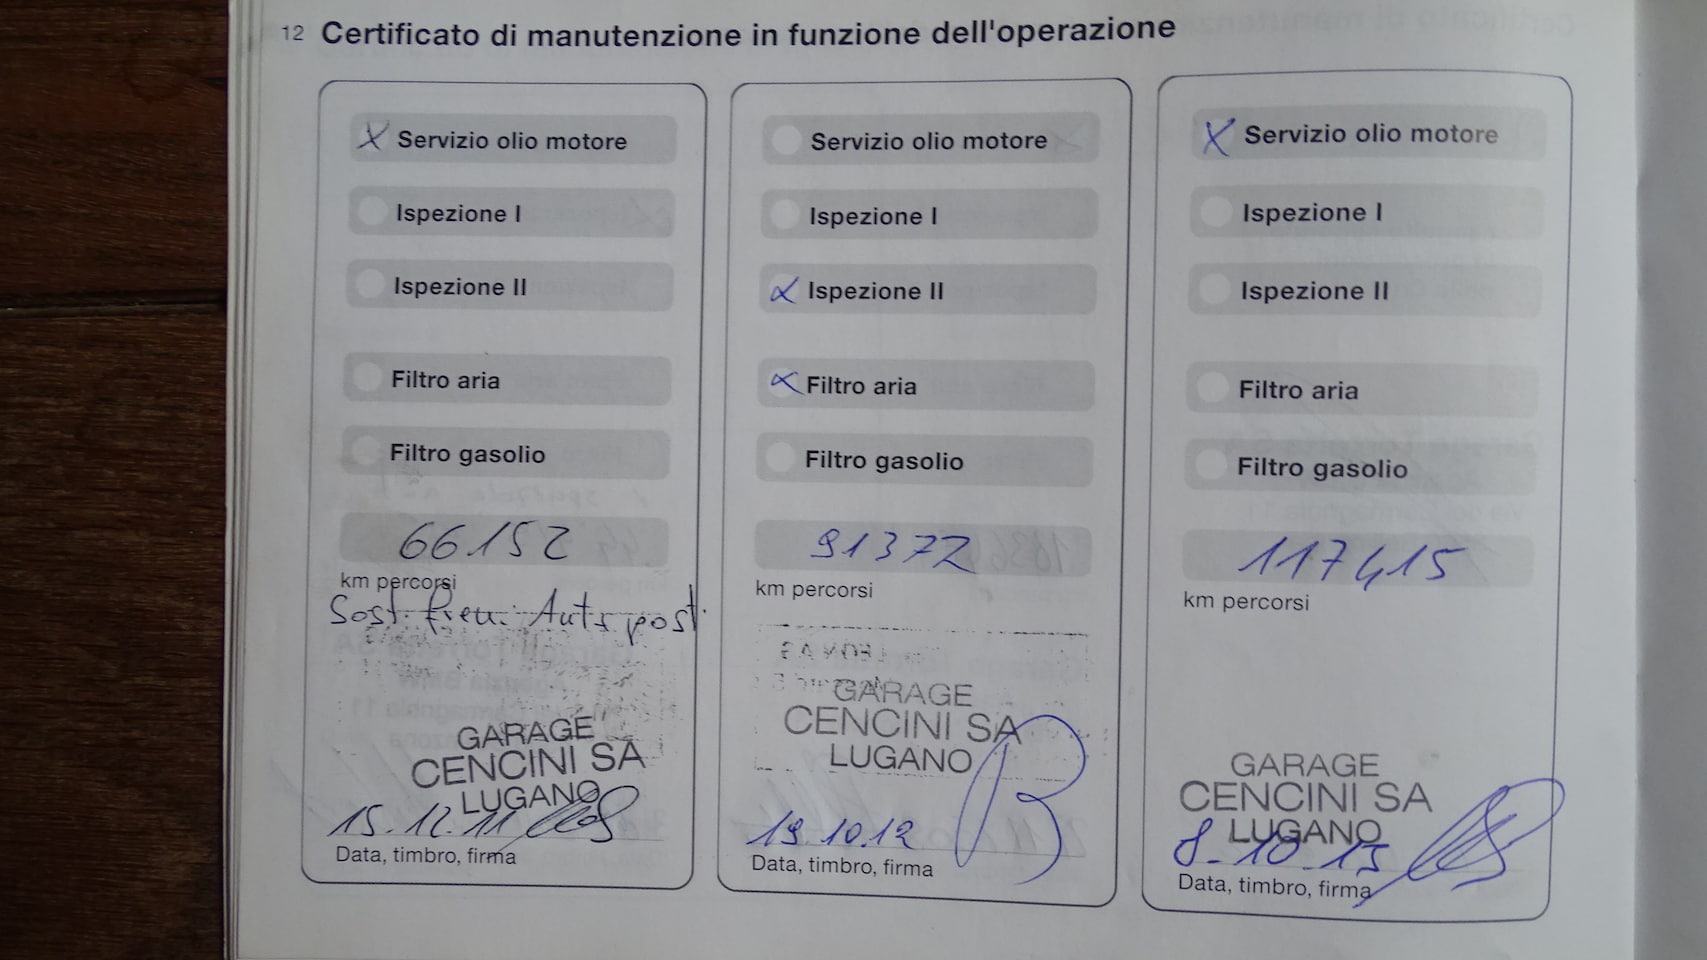 12 Certificato di manutenzione in funzione dell'operazione
X Servizio olio motore
Ispezione I
Ispezione II
Filtro aria
Filtro gasolio
66152
km percorsi
Sost. freni Ant + post.
GARAGE
CENCINI SA
LUGANO
15.12.11
Data, timbro, firma
Servizio olio motore
Ispezione I
X Ispezione II
X Filtro aria
Filtro gasolio
91372
km percorsi
GARAGE
CENCINI SA
LUGANO
19.10.12
Data, timbro, firma
X Servizio olio motore
Ispezione I
Ispezione II
Filtro aria
Filtro gasolio
117415
km percorsi
GARAGE
CENCINI SA
LUGANO
8-10-13
Data, timbro, firma